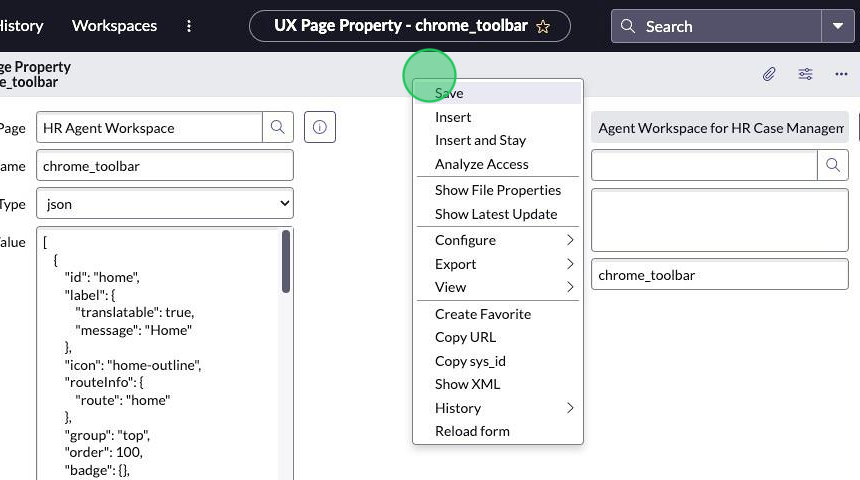 History Workspaces UX Page Property - chrome_toolbar Search
ge Property
e_toolbar
Page HR Agent Workspace
ame chrome_toolbar
Type json
alue [
{
"id": "home",
"label": {
"translatable": true,
"message": "Home"
},
"icon": "home-outline",
"routeInfo": {
"route": "home"
},
"group": "top",
"order": 100,
"badge": {},
Save
Insert
Insert and Stay
Analyze Access
Show File Properties
Show Latest Update
Configure
Export
View
Create Favorite
Copy URL
Copy sys_id
Show XML
History
Reload form
Agent Workspace for HR Case Managem
chrome_toolbar